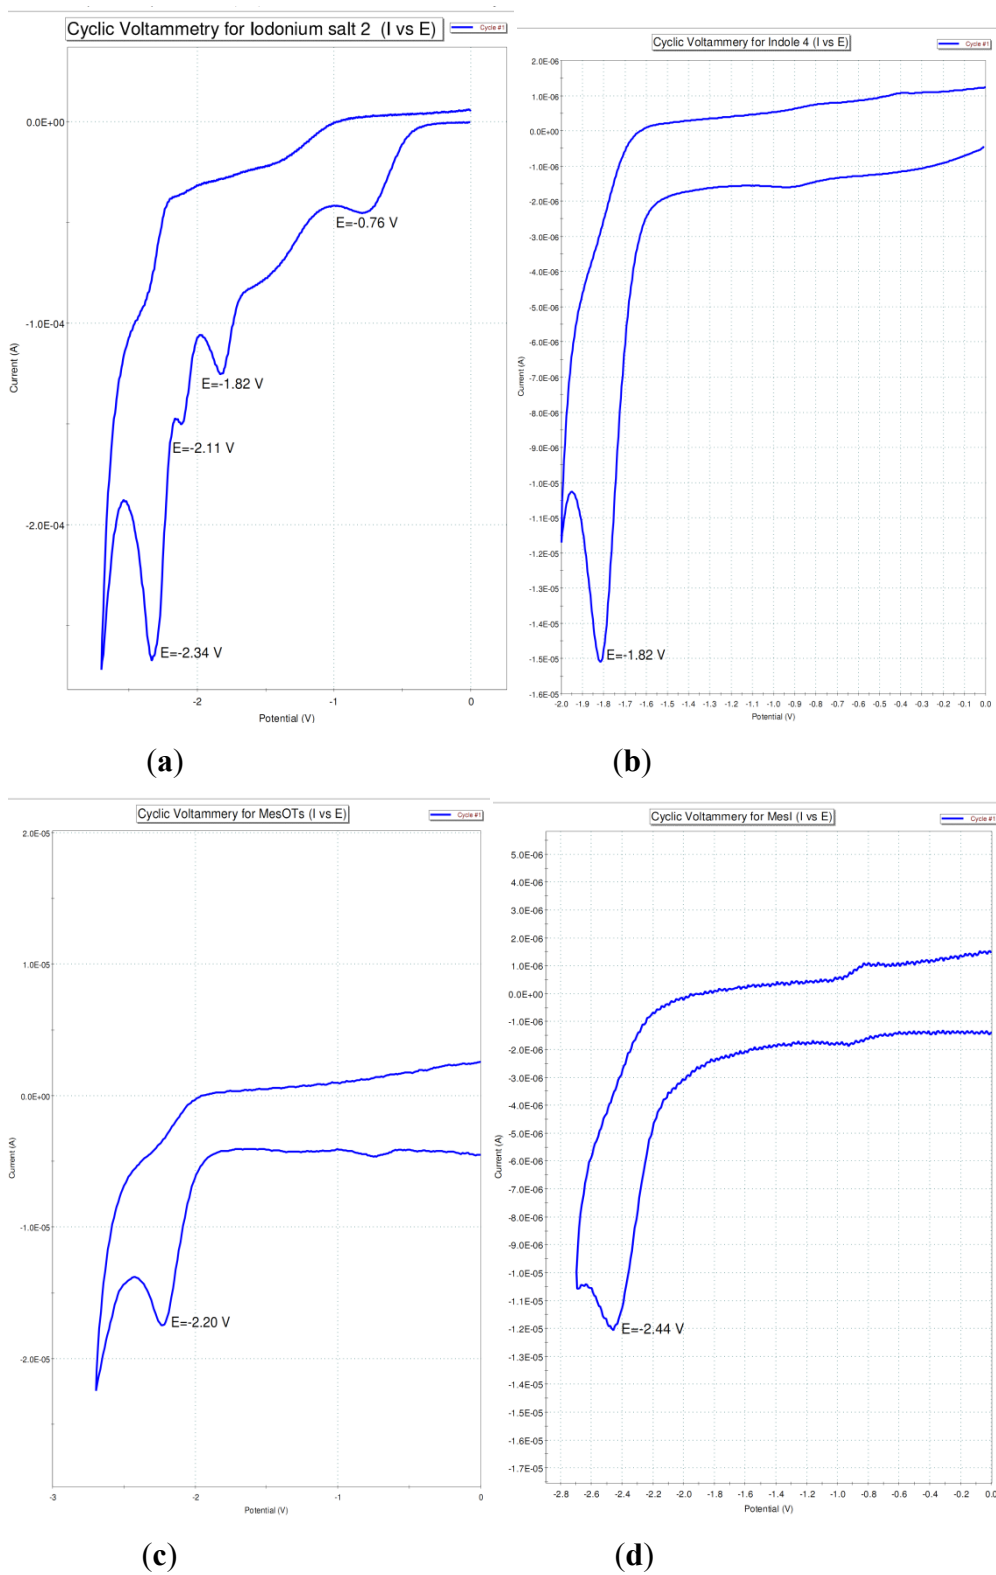 Cyclic Voltammetry for Iodonium salt 2 (I vs E)
Cycle #1
0.0E+00
-1.0E-04
-2.0E-04
Current (A)
E=-0.76 V
E=-1.82 V
E=-2.11 V
E=-2.34 V
-2 -1 0
Potential (V)
(a)
Cyclic Voltammery for Indole 4 (I vs E)
Cycle #1
2.0E-06
1.0E-06
0.0E+00
-1.0E-06
-2.0E-06
-3.0E-06
-4.0E-06
-5.0E-06
-6.0E-06
-7.0E-06
-8.0E-06
-9.0E-06
-1.0E-05
-1.1E-05
-1.2E-05
-1.3E-05
-1.4E-05
-1.5E-05
-1.6E-05
Current (A)
E=-1.82 V
-2.0 -1.9 -1.8 -1.7 -1.6 -1.5 -1.4 -1.3 -1.2 -1.1 -1.0 -0.9 -0.8 -0.7 -0.6 -0.5 -0.4 -0.3 -0.2 -0.1 0.0
Potential (V)
(b)
Cyclic Voltammery for MesOTs (I vs E)
Cycle #1
2.0E-05
1.0E-05
0.0E+00
-1.0E-05
-2.0E-05
Current (A)
E=-2.20 V
-3 -2 -1 0
Potential (V)
(c)
Cyclic Voltammery for MesI (I vs E)
Cycle #1
5.0E-06
4.0E-06
3.0E-06
2.0E-06
1.0E-06
0.0E+00
-1.0E-06
-2.0E-06
-3.0E-06
-4.0E-06
-5.0E-06
-6.0E-06
-7.0E-06
-8.0E-06
-9.0E-06
-1.0E-05
-1.1E-05
-1.2E-05
-1.3E-05
-1.4E-05
-1.5E-05
-1.6E-05
-1.7E-05
Current (A)
E=-2.44 V
-2.8 -2.6 -2.4 -2.2 -2.0 -1.8 -1.6 -1.4 -1.2 -1.0 -0.8 -0.6 -0.4 -0.2 0.0
Potential (V)
(d)